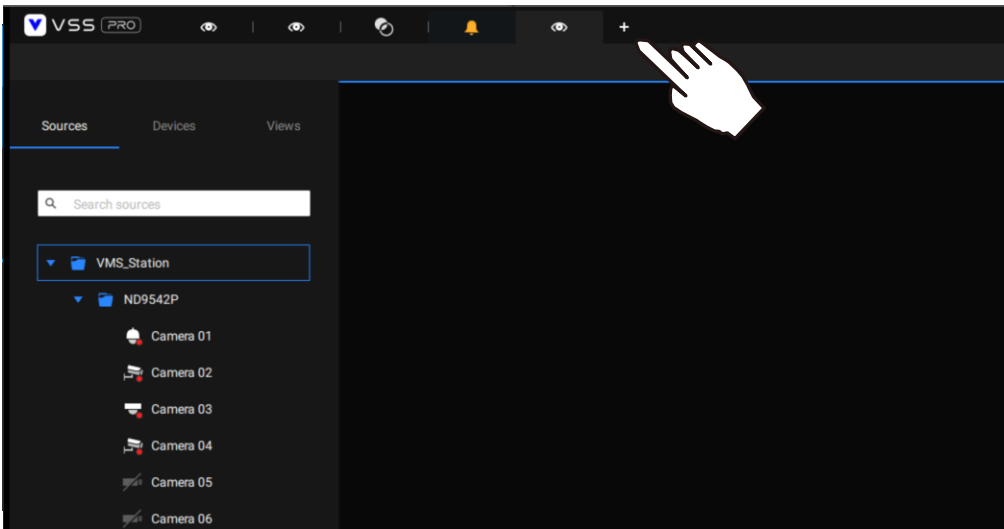 VSS PRO
Sources Devices Views
Search sources
VMS_Station
ND9542P
Camera 01
Camera 02
Camera 03
Camera 04
Camera 05
Camera 06